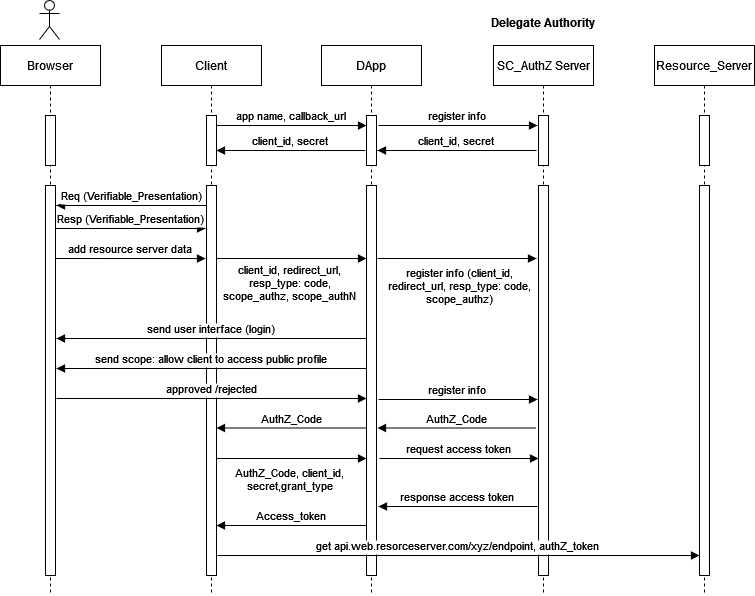 Delegate Authority
Browser
Client
DApp
SC_AuthZ Server
Resource_Server
app name, callback_url
register info
client_id, secret
client_id, secret
Req (Verifiable_Presentation)
Resp (Verifiable_Presentation)
add resource server data
client_id, redirect_url,
resp_type: code,
scope_authz, scope_authN
register info (client_id,
redirect_url, resp_type: code,
scope_authz)
send user interface (login)
send scope: allow client to access public profile
approved /rejected
register info
AuthZ_Code
AuthZ_Code
request access token
AuthZ_Code, client_id,
secret,grant_type
response access token
Access_token
get api.web.resorceserver.com/xyz/endpoint, authZ_token